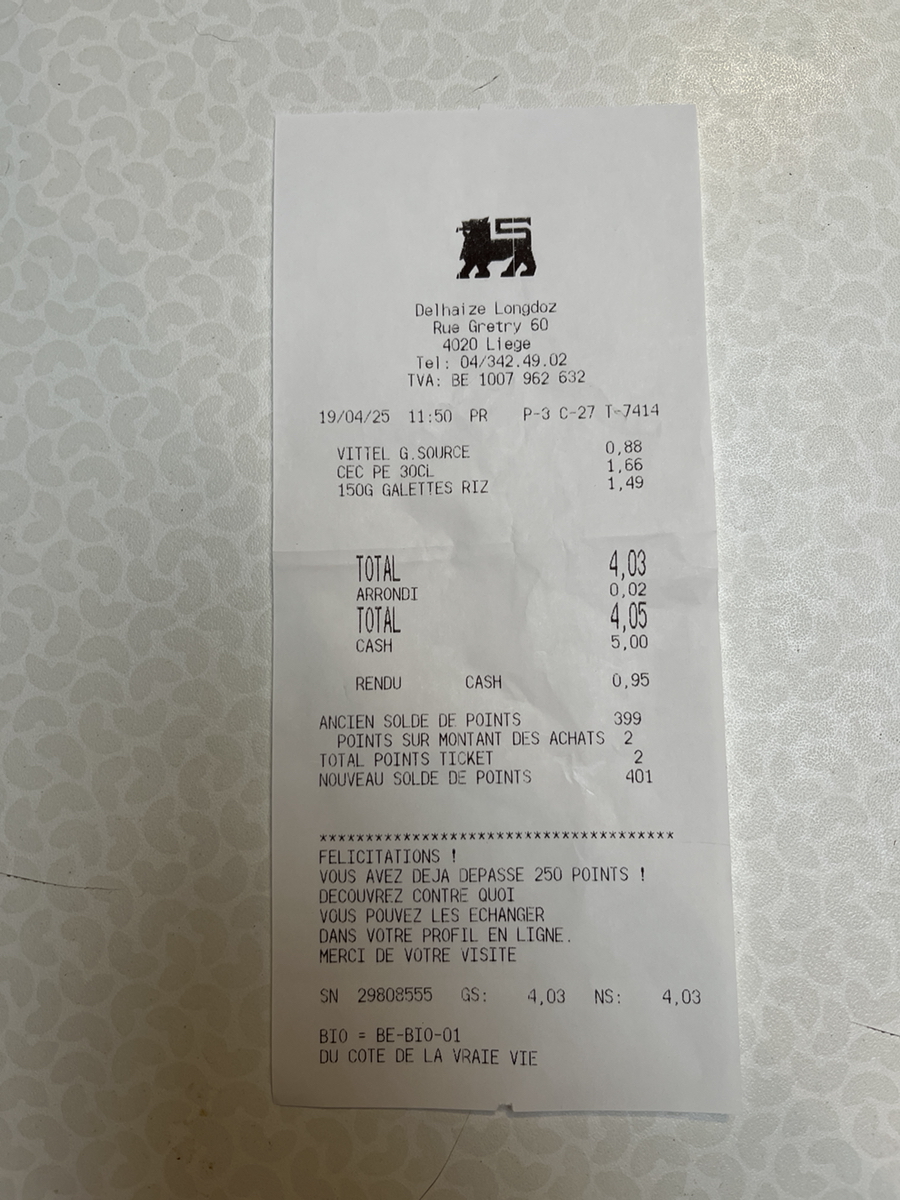 Delhaize Longdoz
Rue Gretry 60
4020 Liege
Tel: 04/342.49.02
TVA: BE 1007 962 632
19/04/25 11:50 PR P-3 C-27 T-7414
VITTEL G.SOURCE 0,88
CEC PE 30CL 1,66
150G GALETTES RIZ 1,49
TOTAL 4,03
ARRONDI 0,02
TOTAL 4,05
CASH 5,00
RENDU CASH 0,95
ANCIEN SOLDE DE POINTS 399
POINTS SUR MONTANT DES ACHATS 2
TOTAL POINTS TICKET 2
NOUVEAU SOLDE DE POINTS 401
***************************************
FELICITATIONS !
VOUS AVEZ DEJA DEPASSE 250 POINTS !
DECOUVREZ CONTRE QUOI
VOUS POUVEZ LES ECHANGER
DANS VOTRE PROFIL EN LIGNE.
MERCI DE VOTRE VISITE
SN 29808555 GS: 4,03 NS: 4,03
BIO = BE-BIO-01
DU COTE DE LA VRAIE VIE